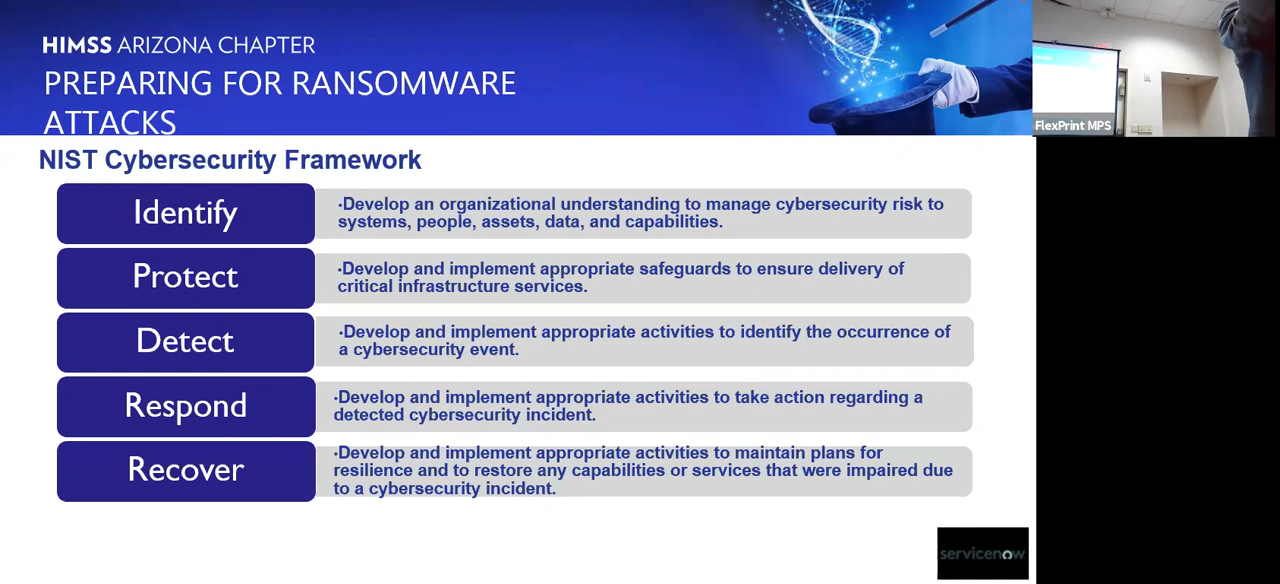 HIMSS ARIZONA CHAPTER
PREPARING FOR RANSOMWARE
ATTACKS
FlexPrint MPS
NIST Cybersecurity Framework
Identify
•Develop an organizational understanding to manage cybersecurity risk to
systems, people, assets, data, and capabilities.
Protect
•Develop and implement appropriate safeguards to ensure delivery of
critical infrastructure services.
Detect
•Develop and implement appropriate activities to identify the occurrence of
a cybersecurity event.
Respond
•Develop and implement appropriate activities to take action regarding a
detected cybersecurity incident.
Recover
•Develop and implement appropriate activities to maintain plans for
resilience and to restore any capabilities or services that were impaired due
to a cybersecurity incident.
servicenow